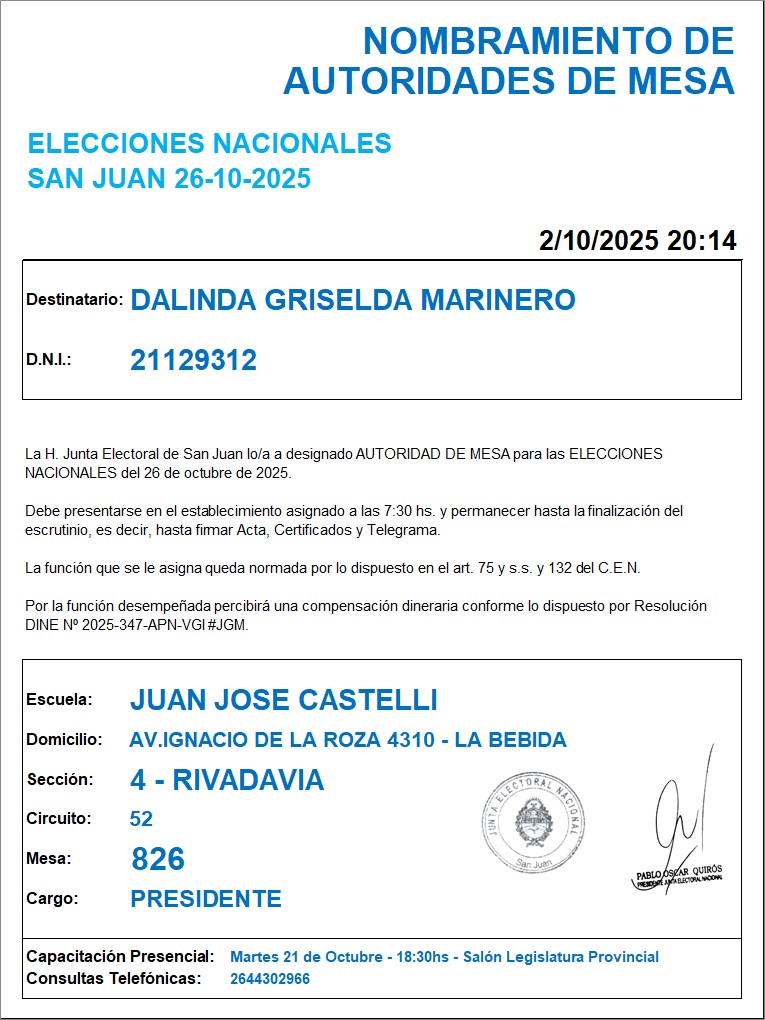 NOMBRAMIENTO DE
AUTORIDADES DE MESA
ELECCIONES NACIONALES
SAN JUAN 26-10-2025
2/10/2025 20:14
Destinatario: DALINDA GRISELDA MARINERO
D.N.I.: 21129312
La H. Junta Electoral de San Juan lo/a a designado AUTORIDAD DE MESA para las ELECCIONES
NACIONALES del 26 de octubre de 2025.
Debe presentarse en el establecimiento asignado a las 7:30 hs. y permanecer hasta la finalización del
escrutinio, es decir, hasta firmar Acta, Certificados y Telegrama.
La función que se le asigna queda normada por lo dispuesto en el art. 75 y s.s. y 132 del C.E.N.
Por la función desempeñada percibirá una compensación dineraria conforme lo dispuesto por Resolución
DINE Nº 2025-347-APN-VGI#JGM.
Escuela: JUAN JOSE CASTELLI
Domicilio: AV.IGNACIO DE LA ROZA 4310 - LA BEBIDA
Sección: 4 - RIVADAVIA
Circuito: 52
Mesa: 826
Cargo: PRESIDENTE
JUNTA ELECTORAL NACIONAL
San Juan
PABLO OSCAR QUIRÓS
PRESIDENTE JUNTA ELECTORAL NACIONAL
Capacitación Presencial: Martes 21 de Octubre - 18:30hs - Salón Legislatura Provincial
Consultas Telefónicas: 2644302966